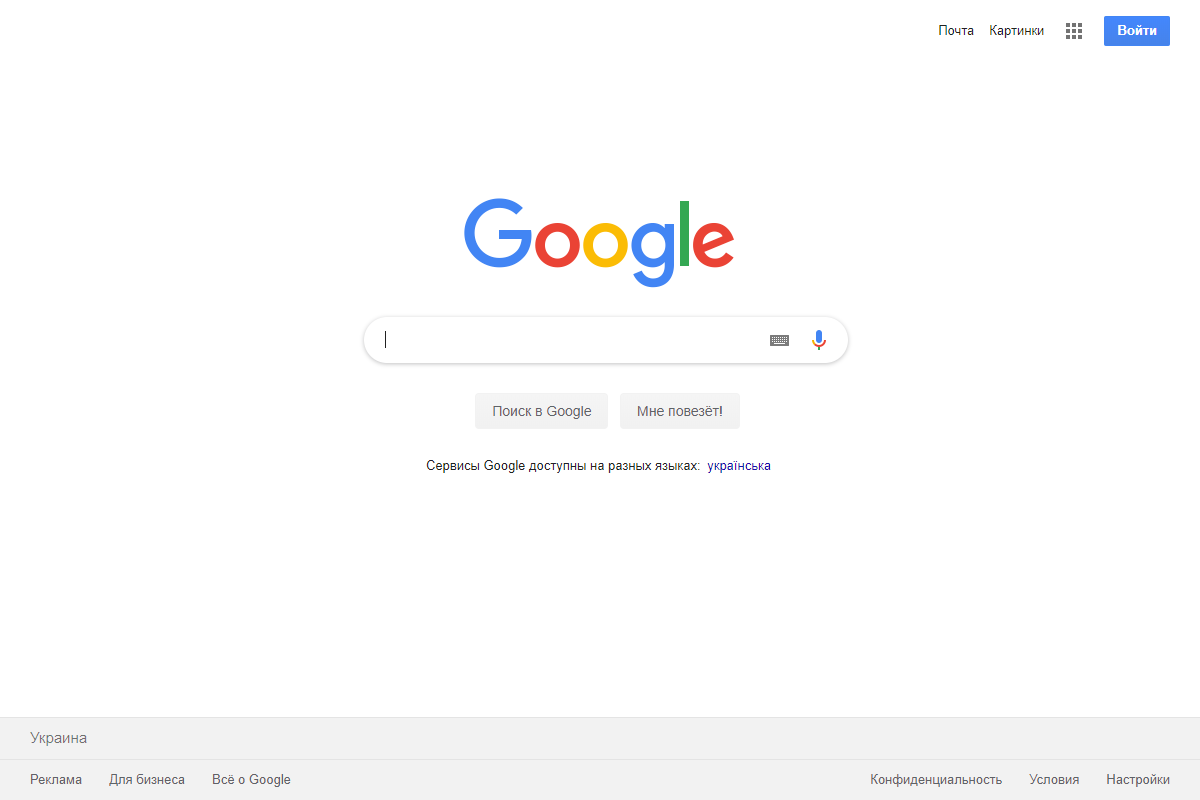 Почта Картинки Войти
Google
Поиск в Google Мне повезёт!
Сервисы Google доступны на разных языках: українська
Украина
Реклама Для бизнеса Всё о Google Конфиденциальность Условия Настройки